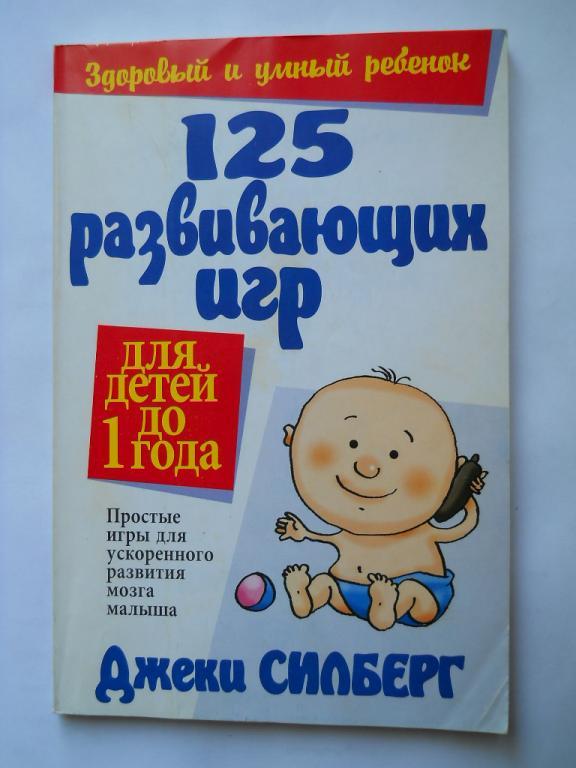 Здоровый и умный ребенок
125
развивающих
игр
для
детей
до
1 года
Простые
игры для
ускоренного
развития
мозга
малыша
Джеки СИЛБЕРГ